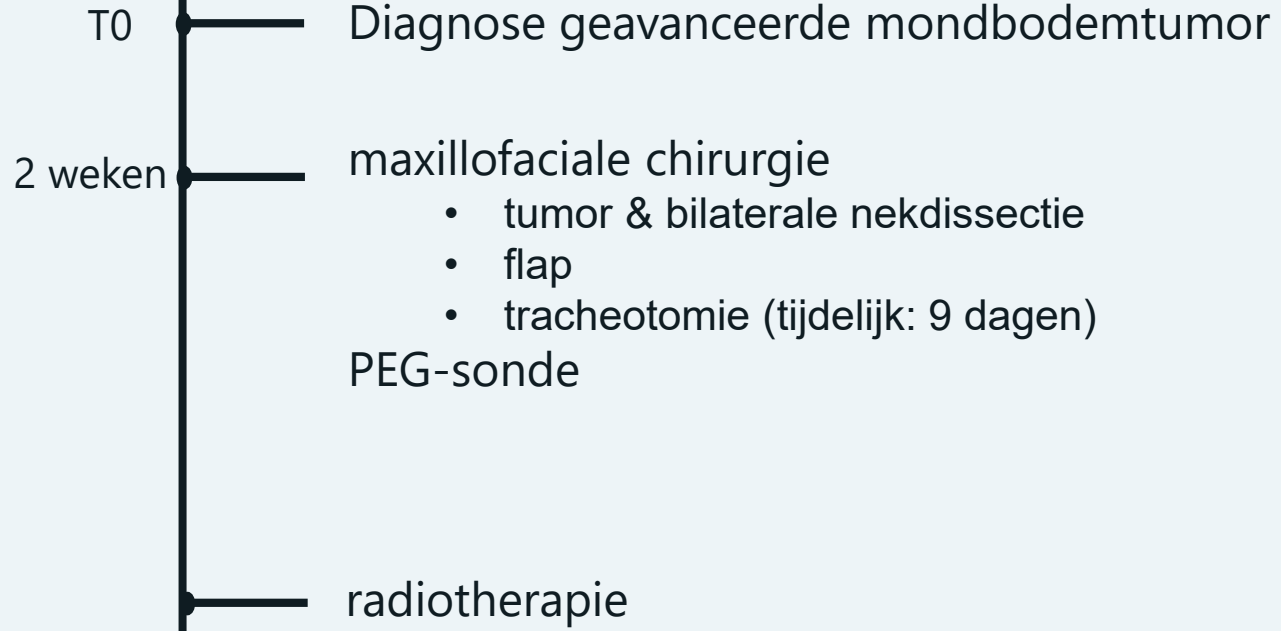 T0 Diagnose geavanceerde mondbodemtumor
2 weken maxillofaciale chirurgie
• tumor & bilaterale nekdissectie
• flap
• tracheotomie (tijdelijk: 9 dagen)
PEG-sonde
radiotherapie